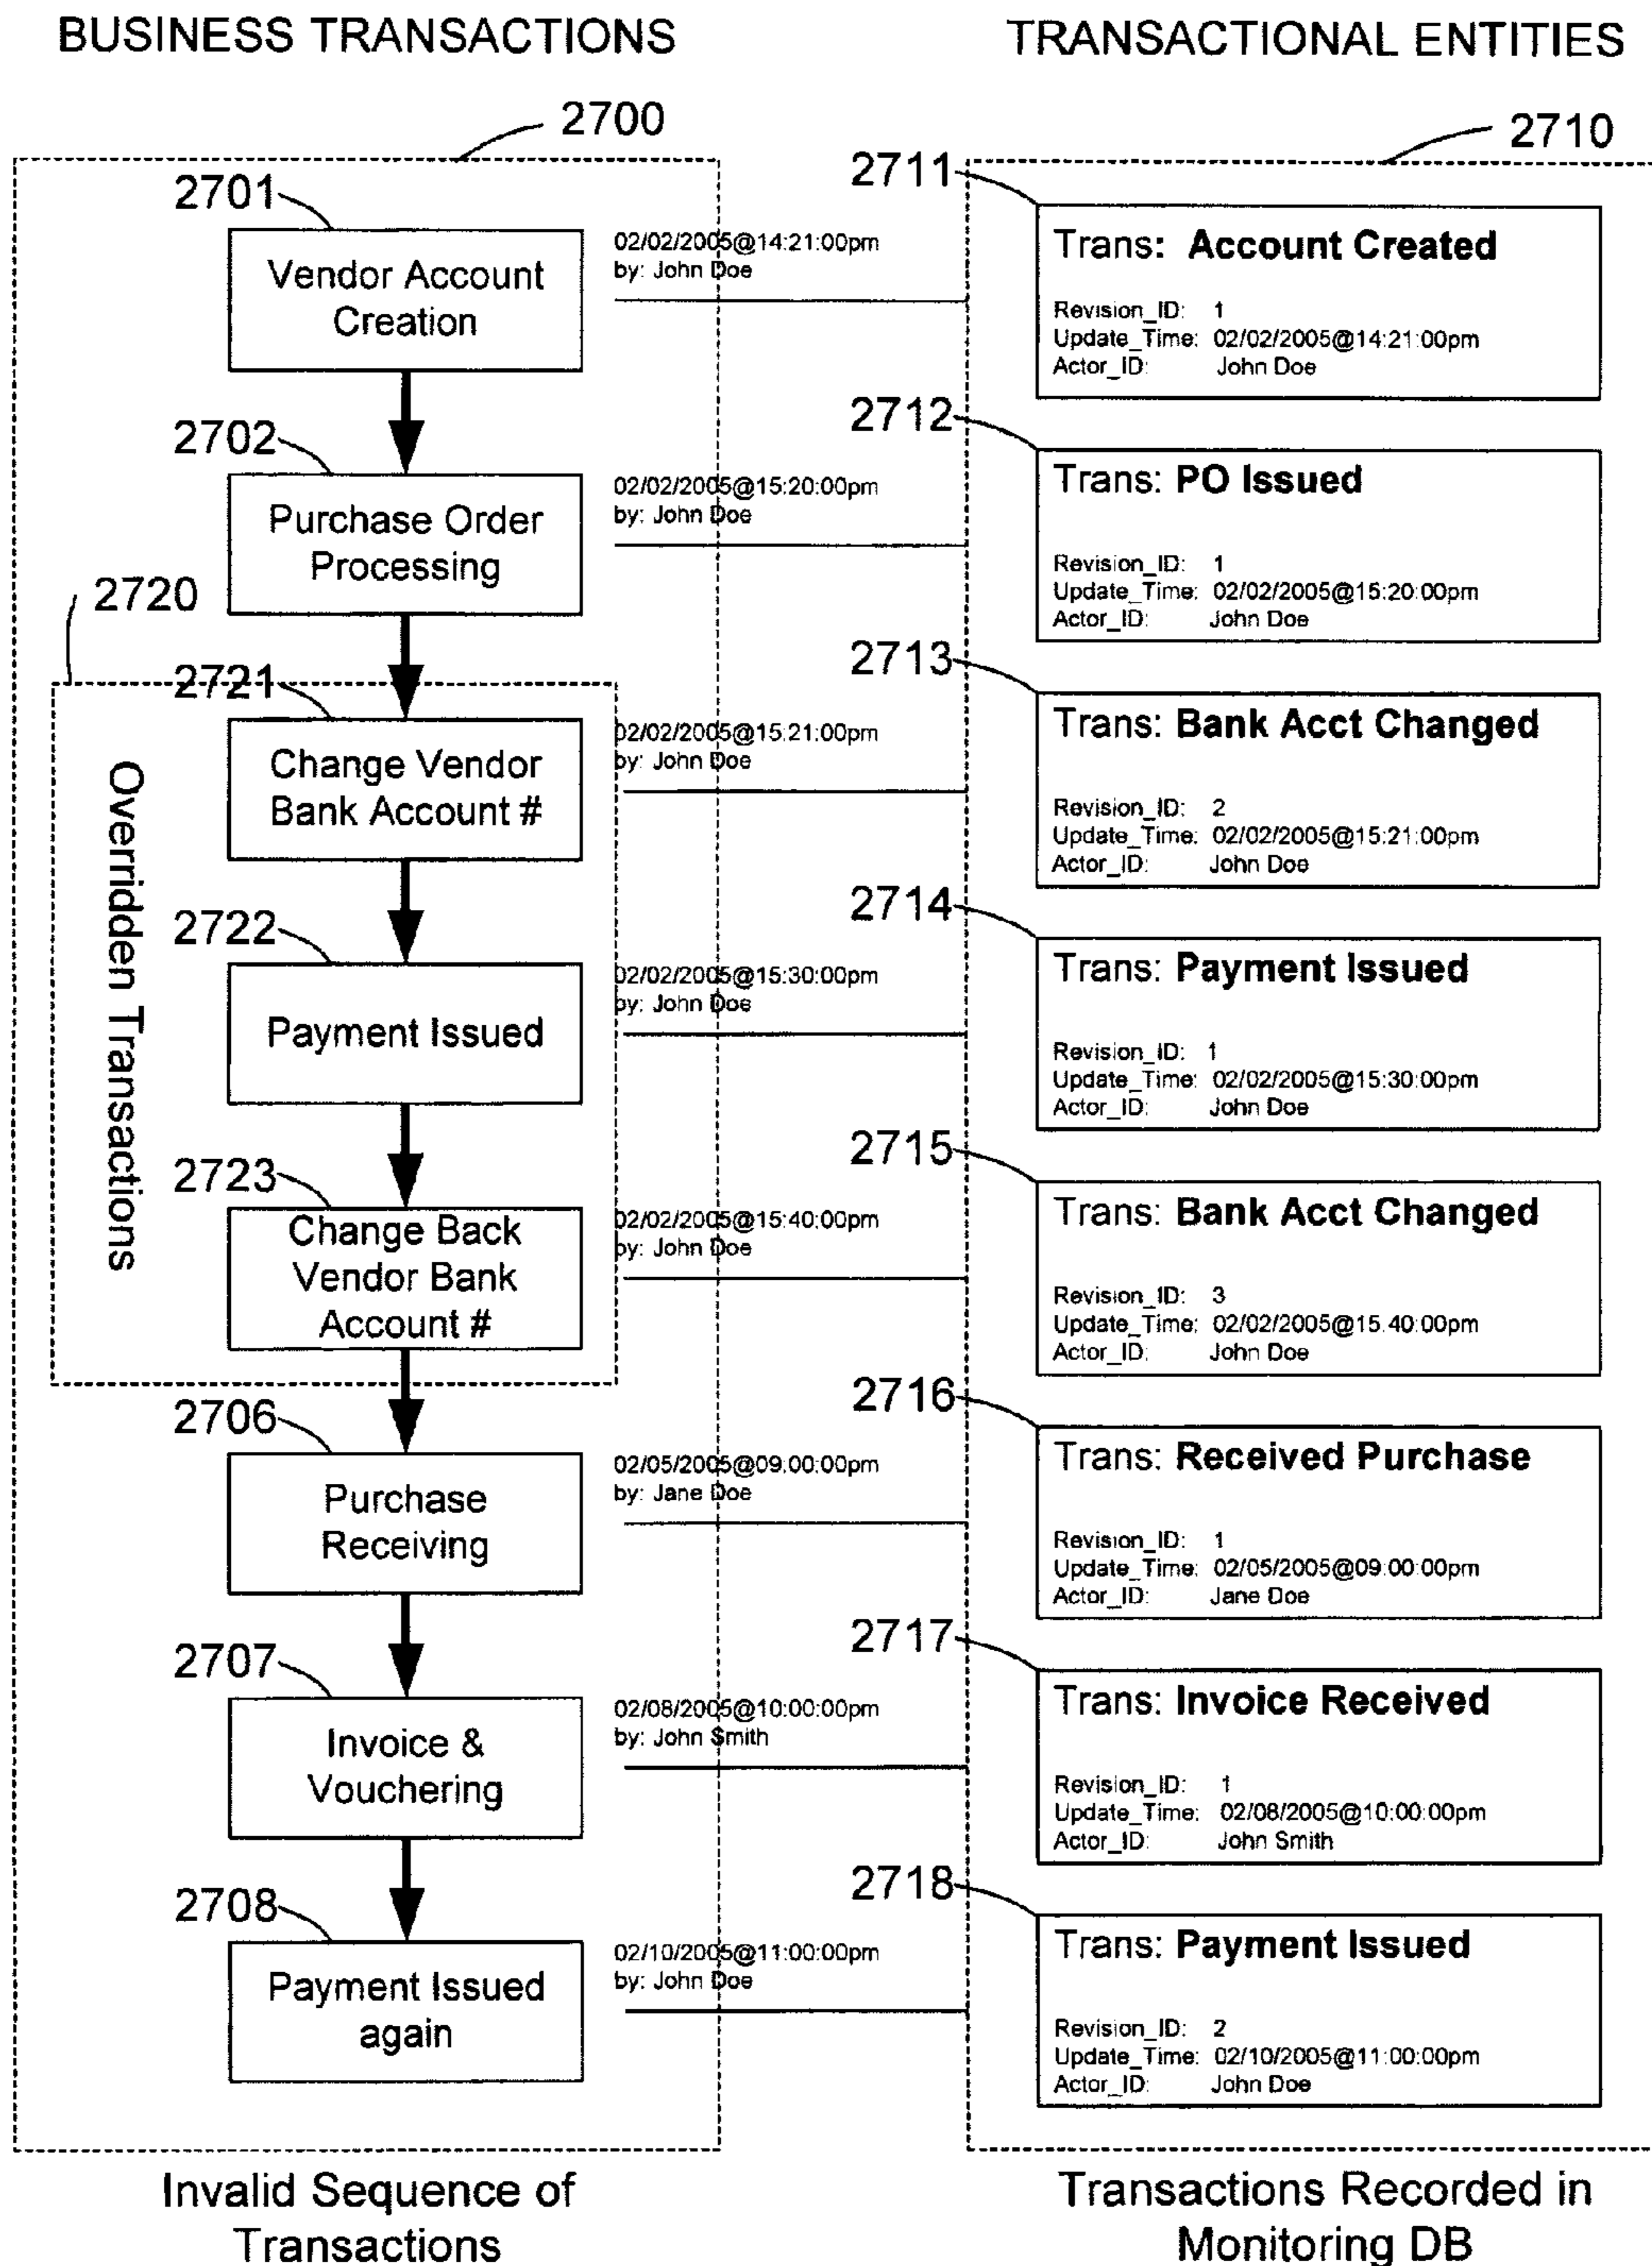 BUSINESS TRANSACTIONS
TRANSACTIONAL ENTITIES
2700
2710
2701
Vendor Account
Creation
02/02/2005@14:21:00pm
by: John Doe
2711
Trans: Account Created
Revision_ID: 1
Update_Time: 02/02/2005@14:21:00pm
Actor_ID: John Doe
2702
Purchase Order
Processing
02/02/2005@15:20:00pm
by: John Doe
2712
Trans: PO Issued
Revision_ID: 1
Update_Time: 02/02/2005@15:20:00pm
Actor_ID: John Doe
2720
Overridden Transactions
2721
Change Vendor
Bank Account #
02/02/2005@15:21:00pm
by: John Doe
2713
Trans: Bank Acct Changed
Revision_ID: 2
Update_Time: 02/02/2005@15:21:00pm
Actor_ID: John Doe
2722
Payment Issued
02/02/2005@15:30:00pm
by: John Doe
2714
Trans: Payment Issued
Revision_ID: 1
Update_Time: 02/02/2005@15:30:00pm
Actor_ID: John Doe
2723
Change Back
Vendor Bank
Account #
02/02/2005@15:40:00pm
by: John Doe
2715
Trans: Bank Acct Changed
Revision_ID: 3
Update_Time: 02/02/2005@15:40:00pm
Actor_ID: John Doe
2706
Purchase
Receiving
02/05/2005@09:00:00pm
by: Jane Doe
2716
Trans: Received Purchase
Revision_ID: 1
Update_Time: 02/05/2005@09:00:00pm
Actor_ID: Jane Doe
2707
Invoice &
Vouchering
02/08/2005@10:00:00pm
by: John Smith
2717
Trans: Invoice Received
Revision_ID: 1
Update_Time: 02/08/2005@10:00:00pm
Actor_ID: John Smith
2708
Payment Issued
again
02/10/2005@11:00:00pm
by: John Doe
2718
Trans: Payment Issued
Revision_ID: 2
Update_Time: 02/10/2005@11:00:00pm
Actor_ID: John Doe
Invalid Sequence of
Transactions
Transactions Recorded in
Monitoring DB